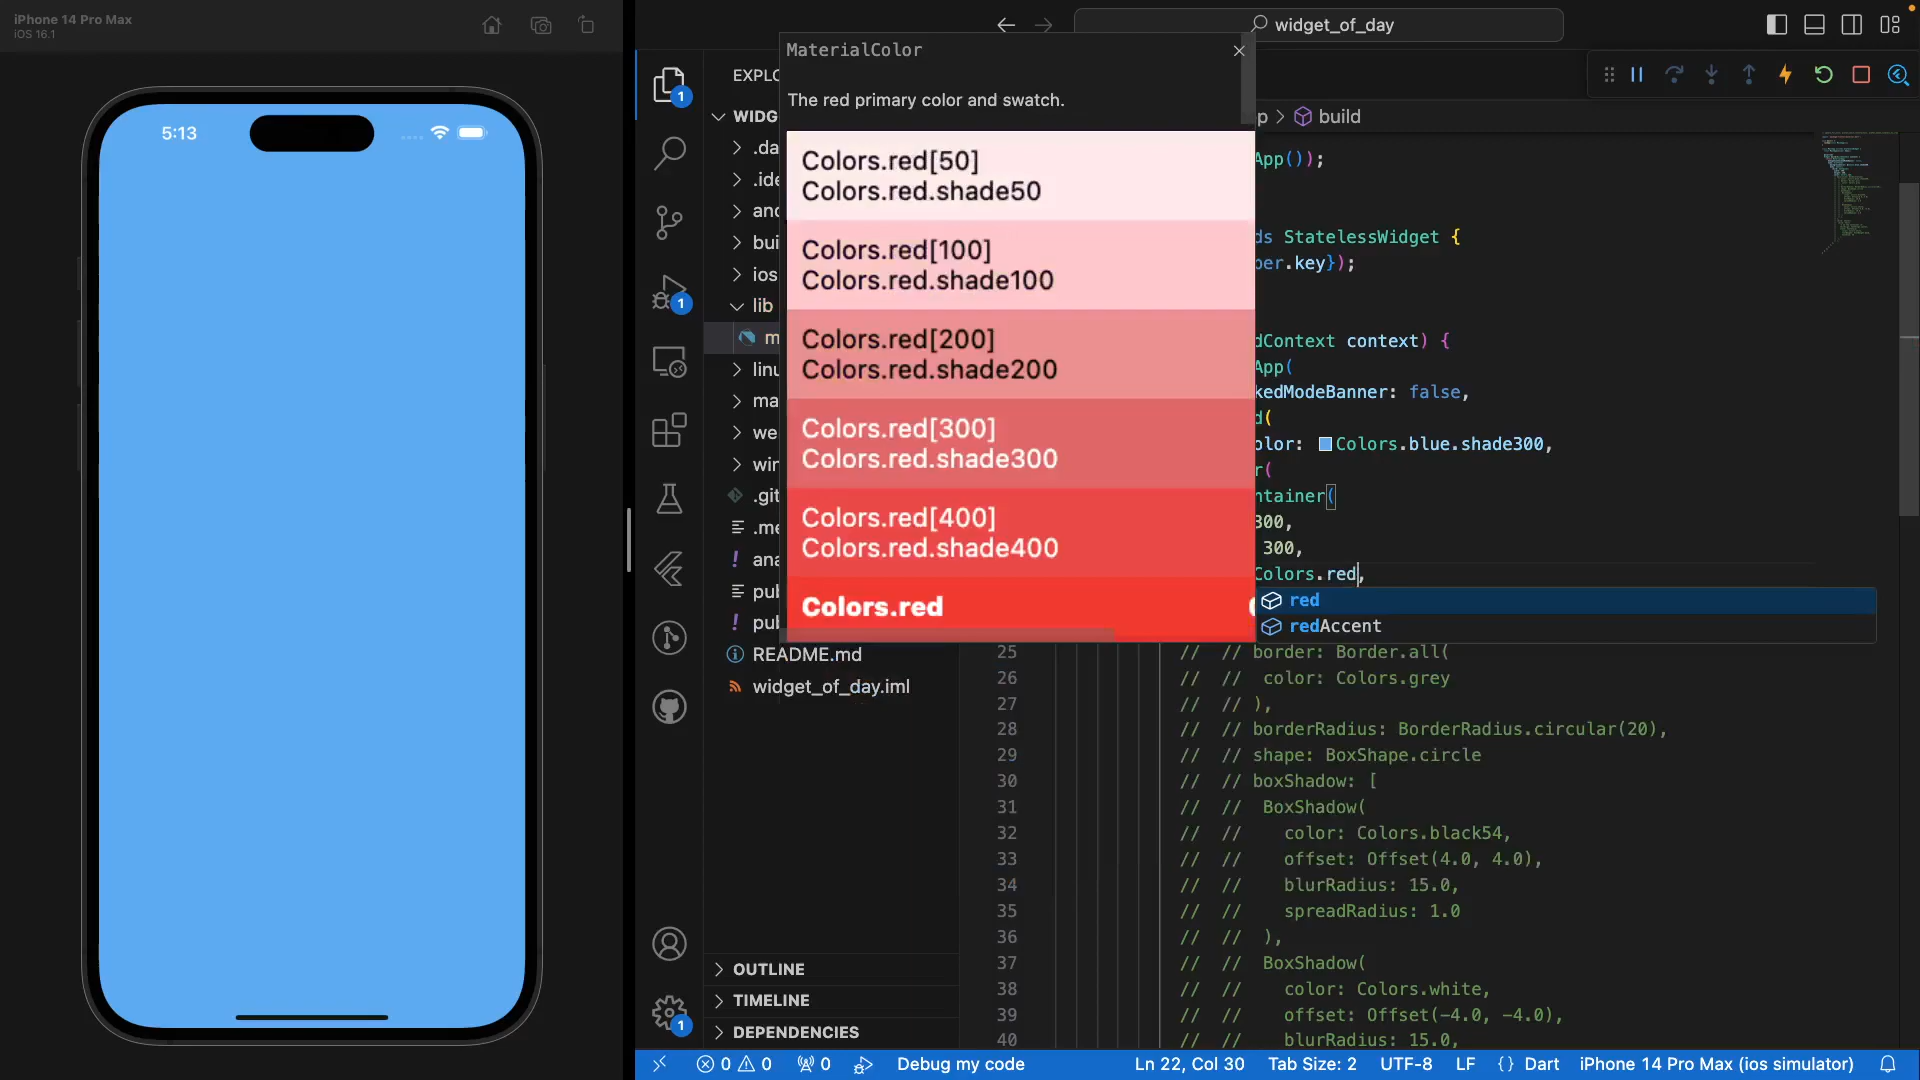 iPhone 14 Pro Max
iOS 16.1
5:13
widget_of_day
EXPLO
WIDG
.da
.ide
and
bui
ios
lib
m
linu
ma
we
win
.git
.me
ana
pub
pub
README.md
widget_of_day.iml
OUTLINE
TIMELINE
DEPENDENCIES
1
1
1
MaterialColor
The red primary color and swatch.
Colors.red[50]
Colors.red.shade50
Colors.red[100]
Colors.red.shade100
Colors.red[200]
Colors.red.shade200
Colors.red[300]
Colors.red.shade300
Colors.red[400]
Colors.red.shade400
Colors.red
p > build
App());
ds StatelessWidget {
per.key});
dContext context) {
App(
kedModeBanner: false,
d(
olor: Colors.blue.shade300,
r(
ntainer(
300,
300,
Colors.red,
red
redAccent
25 // // border: Border.all(
26 // // color: Colors.grey
27 // // ),
28 // // borderRadius: BorderRadius.circular(20),
29 // // shape: BoxShape.circle
30 // // boxShadow: [
31 // // BoxShadow(
32 // // color: Colors.black54,
33 // // offset: Offset(4.0, 4.0),
34 // // blurRadius: 15.0,
35 // // spreadRadius: 1.0
36 // // ),
37 // // BoxShadow(
38 // // color: Colors.white,
39 // // offset: Offset(-4.0, -4.0),
40 // // blurRadius: 15.0,
0 0 0 Debug my code Ln 22, Col 30 Tab Size: 2 UTF-8 LF {} Dart iPhone 14 Pro Max (ios simulator)